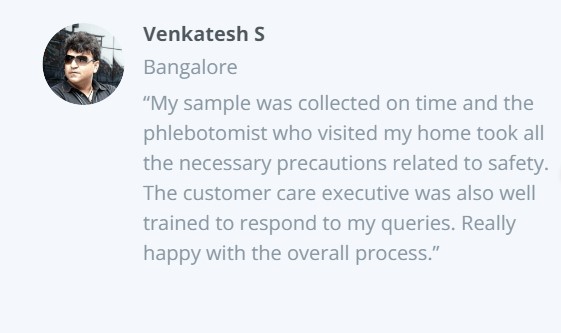 Venkatesh S
Bangalore
“My sample was collected on time and the
phlebotomist who visited my home took all
the necessary precautions related to safety.
The customer care executive was also well
trained to respond to my queries. Really
happy with the overall process.”